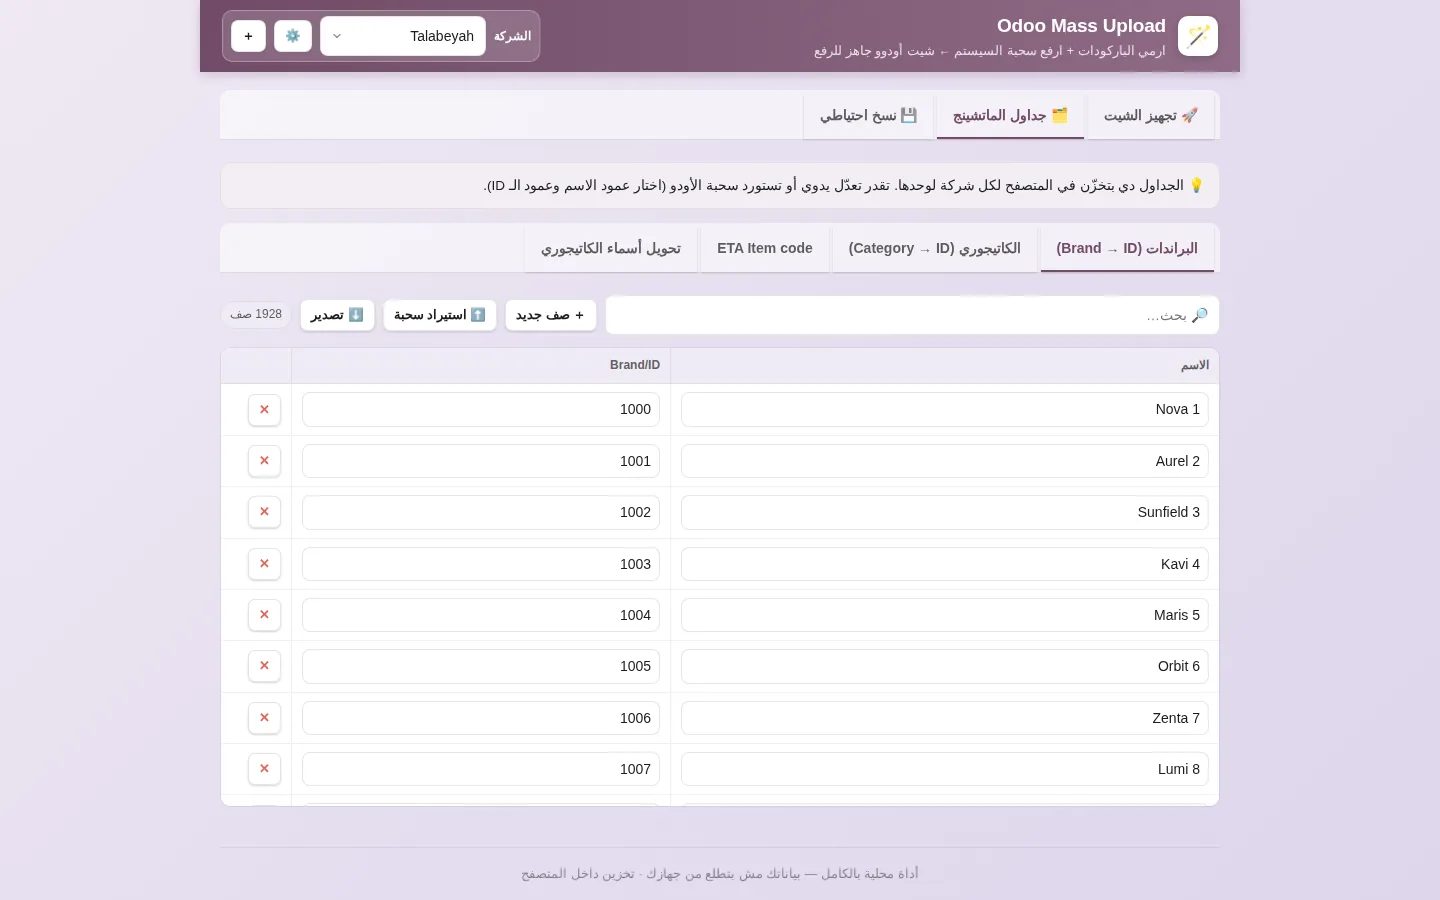 Odoo Mass Upload
ارمي الباركودات + ارفع سحبة السيستم ← شيت أودوو جاهز للرفع
الشركة
Talabeyah
⚙️
+
🚀 تجهيز الشيت
🗂️ جداول الماتشينج
💾 نسخ احتياطي
💡 الجداول دي بتخزّن في المتصفح لكل شركة لوحدها. تقدر تعدّل يدوي أو تستورد سحبة الأودو (اختار عمود الاسم وعمود الـ ID).
البراندات (Brand → ID)
الكاتيجوري (Category → ID)
ETA Item code
تحويل أسماء الكاتيجوري
🔎 بحث…
+ صف جديد
⬆️ استيراد سحبة
⬇️ تصدير
1928 صف
الاسم
Brand/ID
Nova 1
1000
✕
Aurel 2
1001
✕
Sunfield 3
1002
✕
Kavi 4
1003
✕
Maris 5
1004
✕
Orbit 6
1005
✕
Zenta 7
1006
✕
Lumi 8
1007
✕
أداة محلية بالكامل — بياناتك مش بتطلع من جهازك · تخزين داخل المتصفح